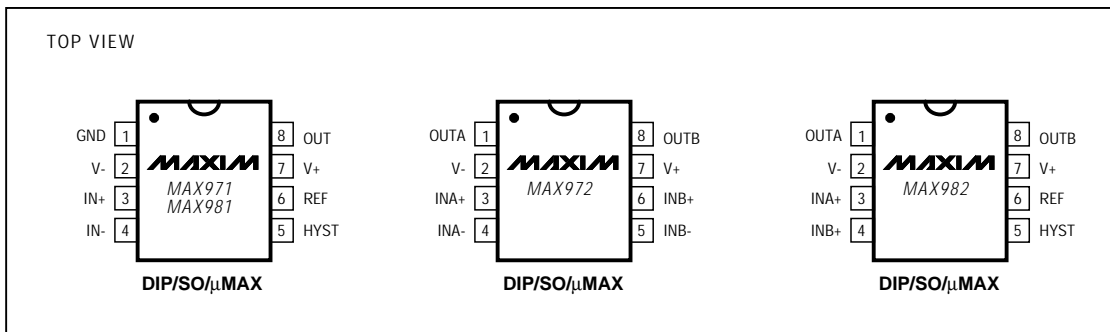 TOP VIEW
GND 1
V- 2
IN+ 3
IN- 4
MAXIM
MAX971
MAX981
8 OUT
7 V+
6 REF
5 HYST
DIP/SO/μMAX
OUTA 1
V- 2
INA+ 3
INA- 4
MAXIM
MAX972
8 OUTB
7 V+
6 INB+
5 INB-
DIP/SO/μMAX
OUTA 1
V- 2
INA+ 3
INB+ 4
MAXIM
MAX982
8 OUTB
7 V+
6 REF
5 HYST
DIP/SO/μMAX